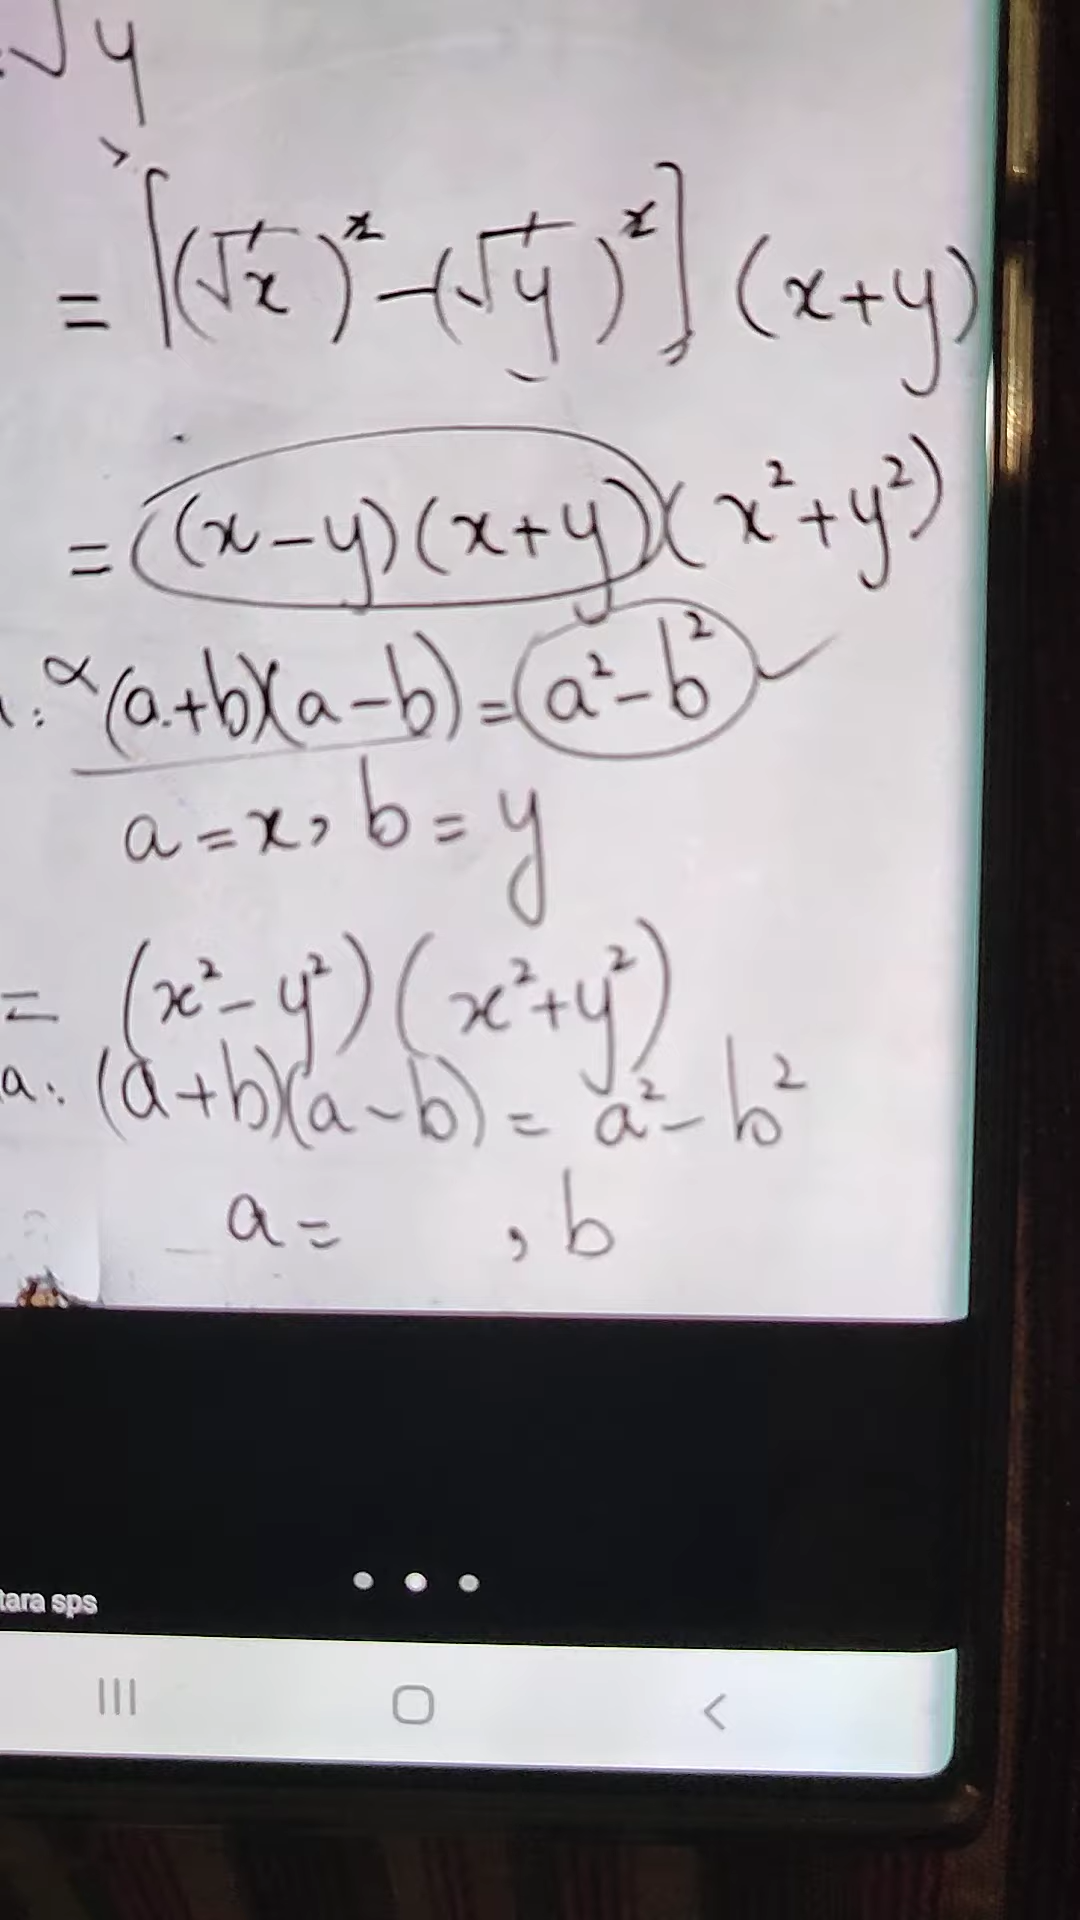 √y
= [(√x)² - (√y)²] (x+y)
= (x-y)(x+y)(x²+y²)
(a+b)(a-b) = a²-b²
a = x, b = y
= (x²-y²)(x²+y²)
a: (a+b)(a-b) = a²-b²
a = , b
tara sps